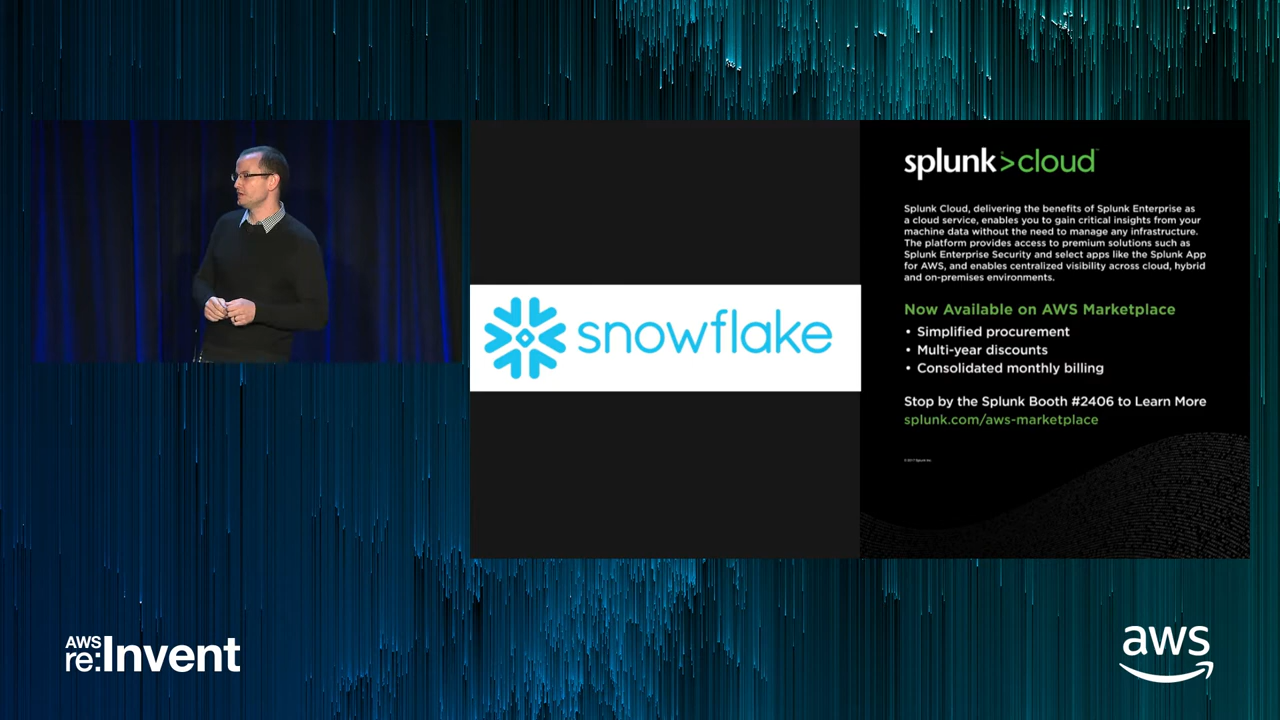 snowflake
splunk>cloud™
Splunk Cloud, delivering the benefits of Splunk Enterprise as
a cloud service, enables you to gain critical insights from your
machine data without the need to manage any infrastructure.
The platform provides access to premium solutions such as
Splunk Enterprise Security and select apps like the Splunk App
for AWS, and enables centralized visibility across cloud, hybrid
and on-premises environments.
Now Available on AWS Marketplace
• Simplified procurement
• Multi-year discounts
• Consolidated monthly billing
Stop by the Splunk Booth #2406 to Learn More
splunk.com/aws-marketplace
© 2017 Splunk Inc.
AWS
re:Invent
aws